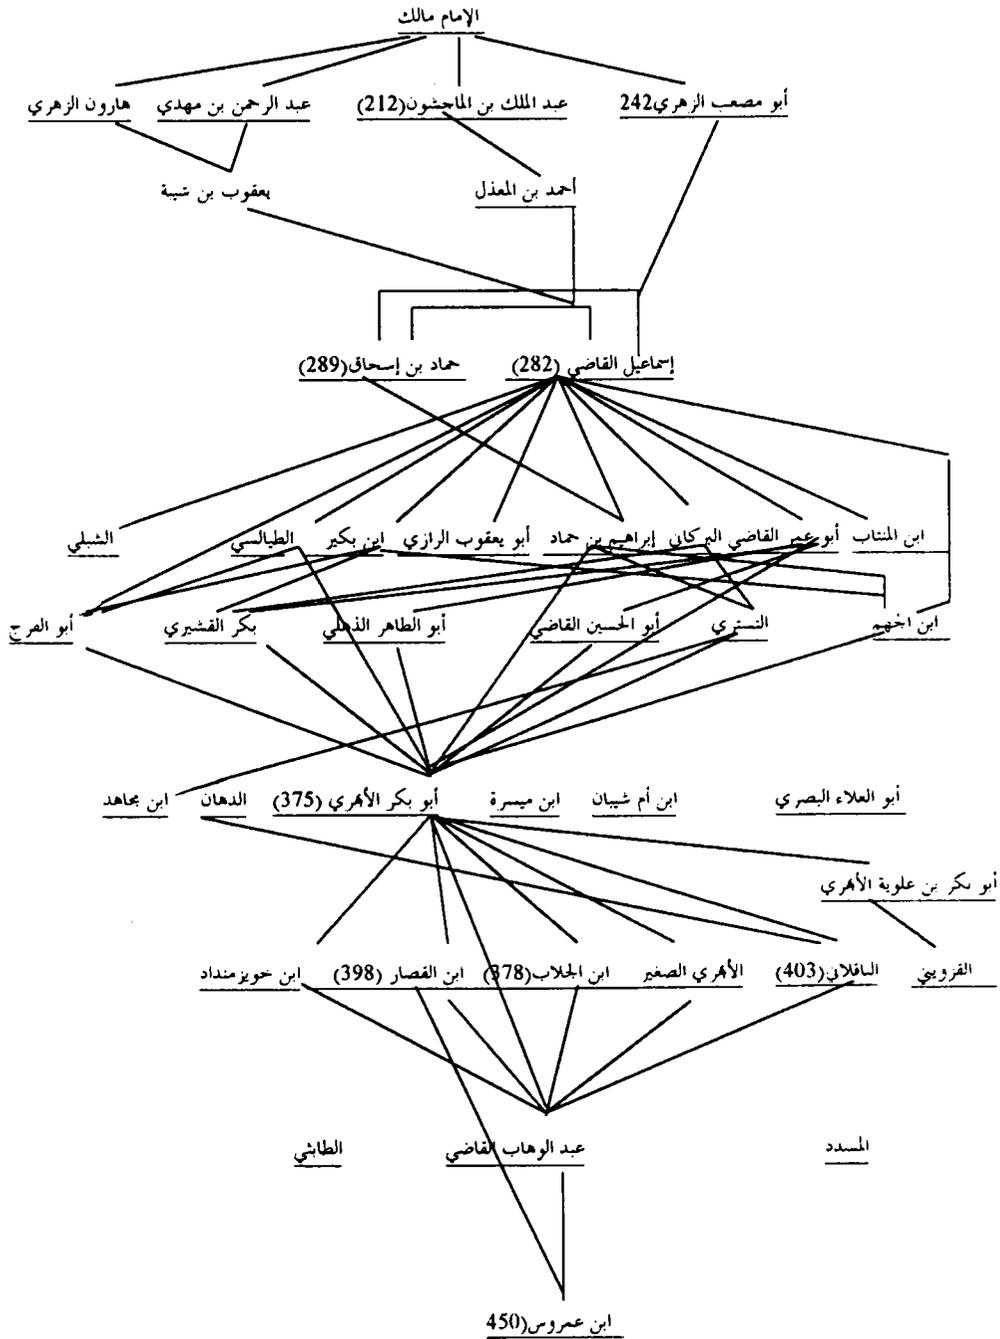 الإمام مالك
أبو مصعب الزهري242 عبد الملك بن الماجشون(212) عبد الرحمن بن مهدي هارون الزهري
أحمد بن المعذل يعقوب بن شيبة
إسماعيل القاضي (282) حماد بن إسحاق(289)
ابن المنتاب أبو عمر القاضي البركاني إبراهيم بن حماد أبو يعقوب الرازي ابن بكير الطيالسي الشبلي
ابن الجهم التستري أبو الحسين القاضي أبو الطاهر الذهلي بكر القشيري أبو الفرج
أبو العلاء البصري ابن أم شيبان ابن ميسرة أبو بكر الأبهري (375) الدهان ابن مجاهد
أبو بكر بن علوية الأبهري
القزويني الباقلاني(403) الأبهري الصغير ابن الجلاب(378) ابن القصار (398) ابن خويزمنداد
المسدد عبد الوهاب القاضي الطابثي
ابن عمروس(450